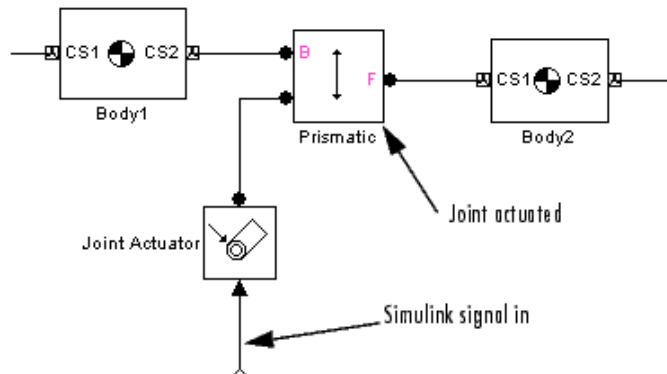 CS1 CS2
Body1
B
F
Prismatic
CS1 CS2
Body2
Joint actuated
Joint Actuator
Simulink signal in